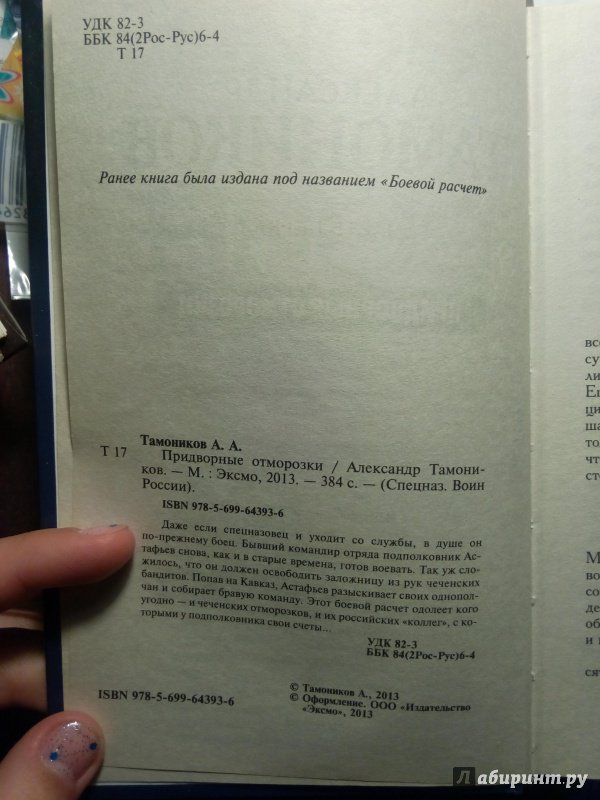 УДК 82-3
ББК 84(2Рос-Рус)6-4
Т 17
Ранее книга была издана под названием «Боевой расчет»
Тамоников А. А.
Т 17
Придворные отморозки / Александр Тамони-
ков. — М. : Эксмо, 2013. — 384 с. — (Спецназ. Воин
России).
ISBN 978-5-699-64393-6
Даже если спецназовец и уходит со службы, в душе он
по-прежнему боец. Бывший командир отряда подполковник Ас-
тафьев снова, как и в старые времена, готов воевать. Так уж сло-
жилось, что он должен освободить заложницу из рук чеченских
бандитов. Попав на Кавказ, Астафьев разыскивает своих однопол-
чан и собирает бравую команду. Этот боевой расчет одолеет кого
угодно — и чеченских отморозков, и их российских «коллег», с ко-
торыми у подполковника свои счеты...
УДК 82-3
ББК 84(2Рос-Рус)6-4
ISBN 978-5-699-64393-6
© Тамоников А., 2013
© Оформление. ООО «Издательство
«Эксмо», 2013
Лабиринт.ру